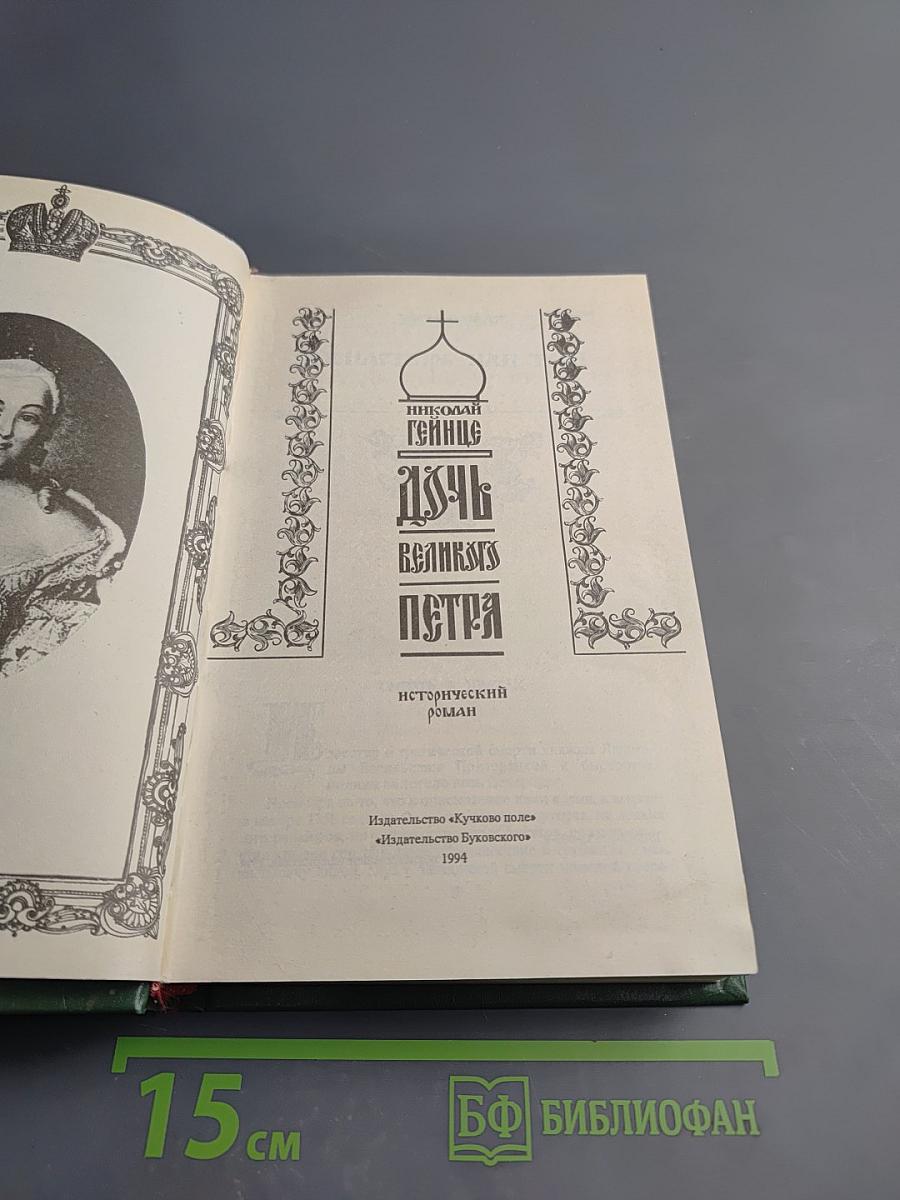 НИКОЛАЙ
ГЕЙНЦЕ
ДОЧЬ
ВЕЛИКОГО
ПЕТРА
ИСТОРИЧЕСКИЙ
РОМАН
Издательство «Кучково поле»
«Издательство Буковского»
1994
15 см
БФ БИБЛИОФАН